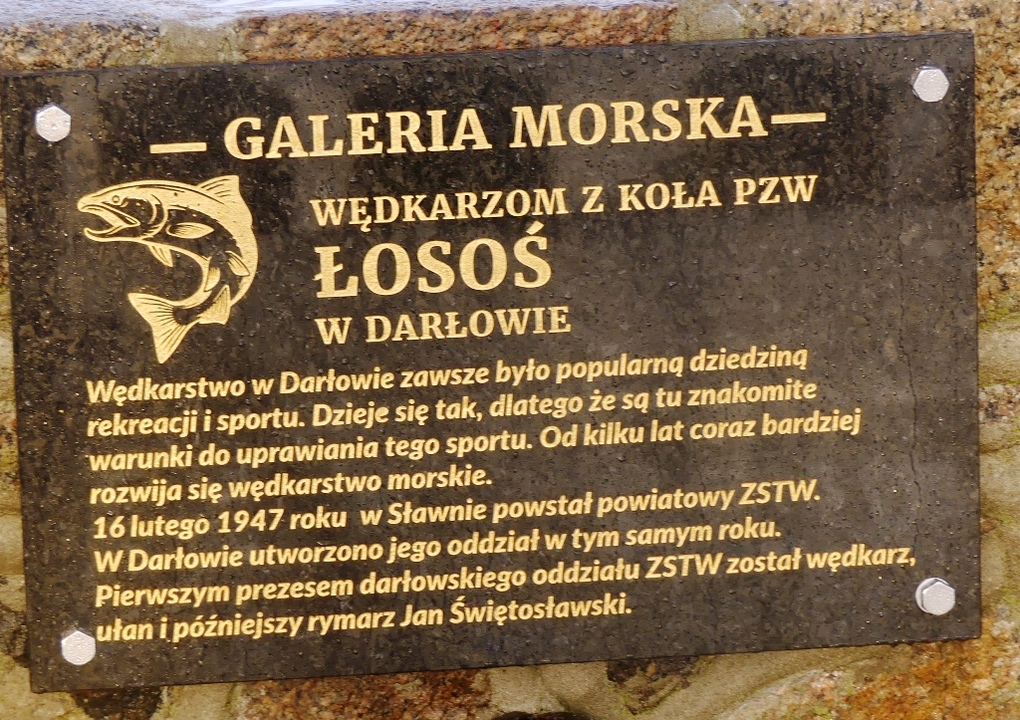 — GALERIA MORSKA —
WĘDKARZOM Z KOŁA PZW
ŁOSOŚ
W DARŁOWIE
Wędkarstwo w Darłowie zawsze było popularną dziedziną
rekreacji i sportu. Dzieje się tak, dlatego że są tu znakomite
warunki do uprawiania tego sportu. Od kilku lat coraz bardziej
rozwija się wędkarstwo morskie.
16 lutego 1947 roku w Sławnie powstał powiatowy ZSTW.
W Darłowie utworzono jego oddział w tym samym roku.
Pierwszym prezesem darłowskiego oddziału ZSTW został wędkarz,
ułan i późniejszy rymarz Jan Świętosławski.